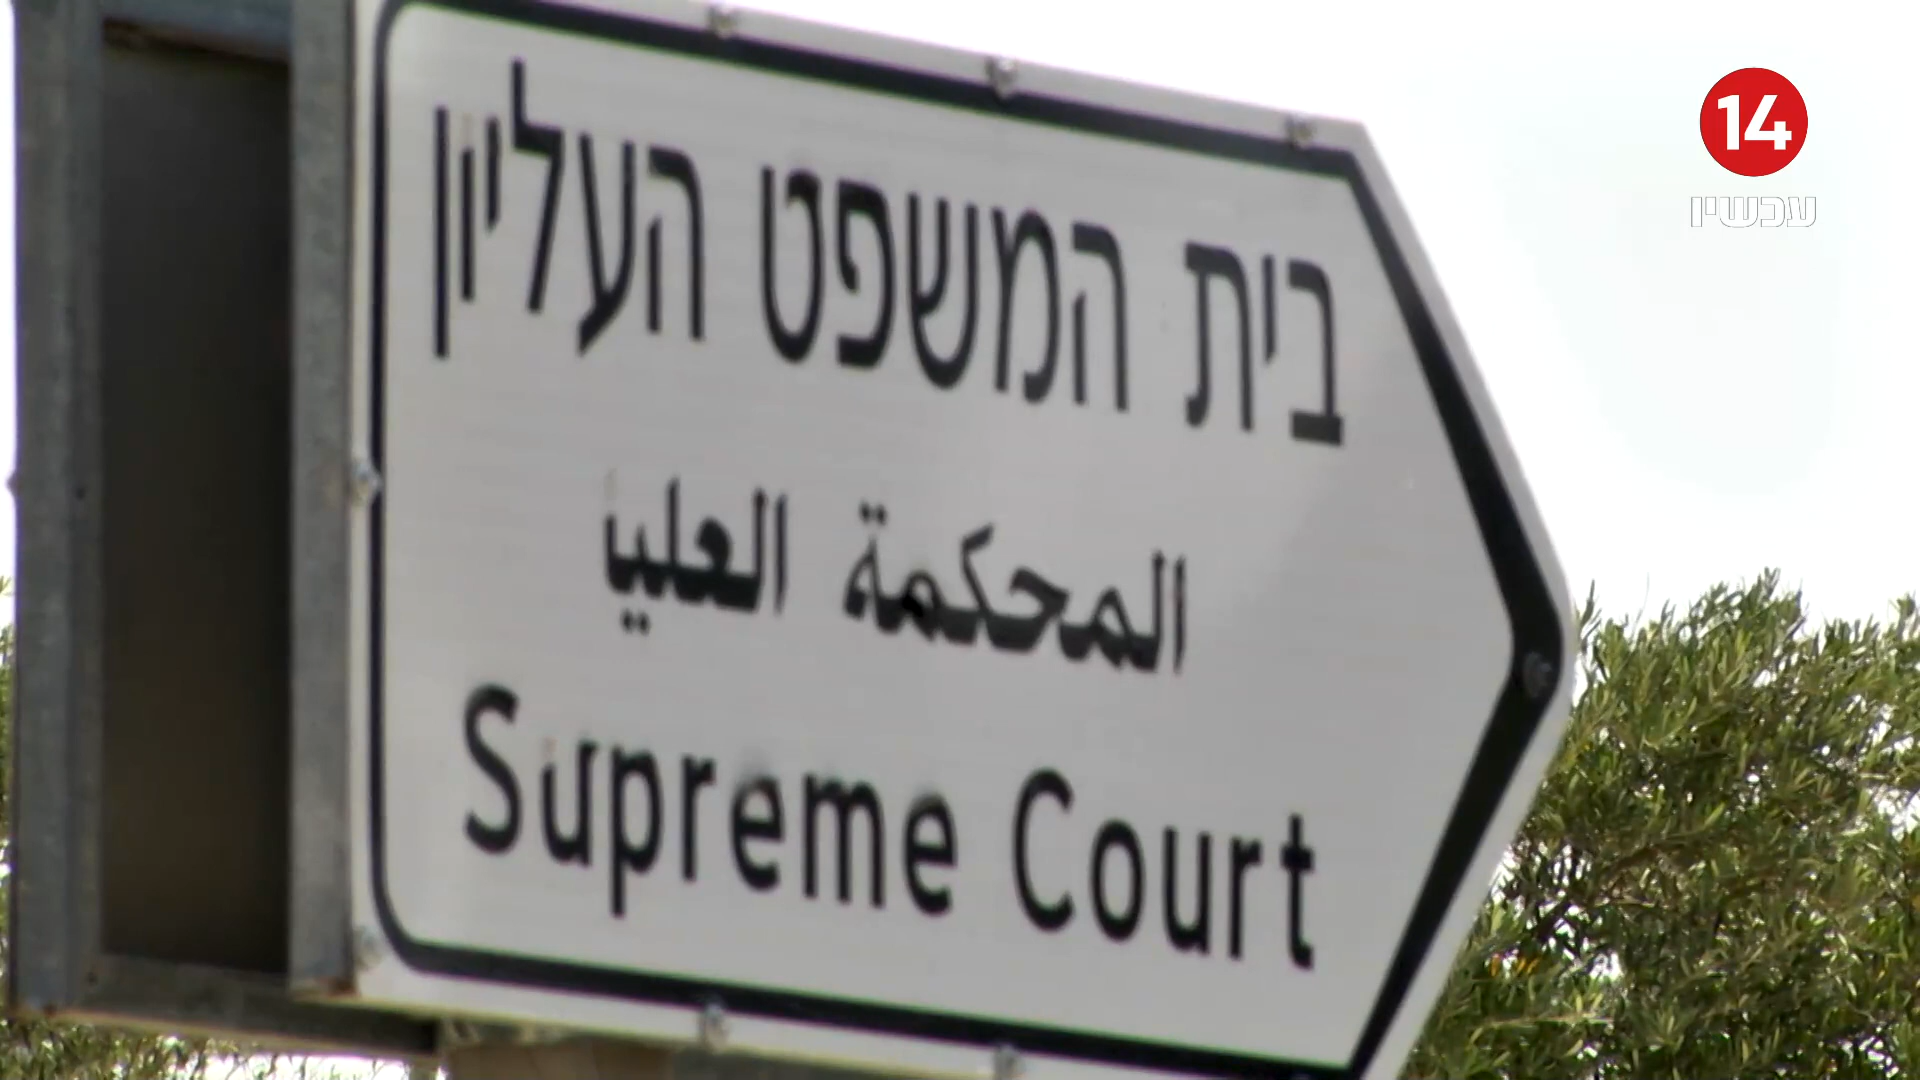 בית המשפט העליון
المحكمة العليا
Supreme Court
14
עכשיו